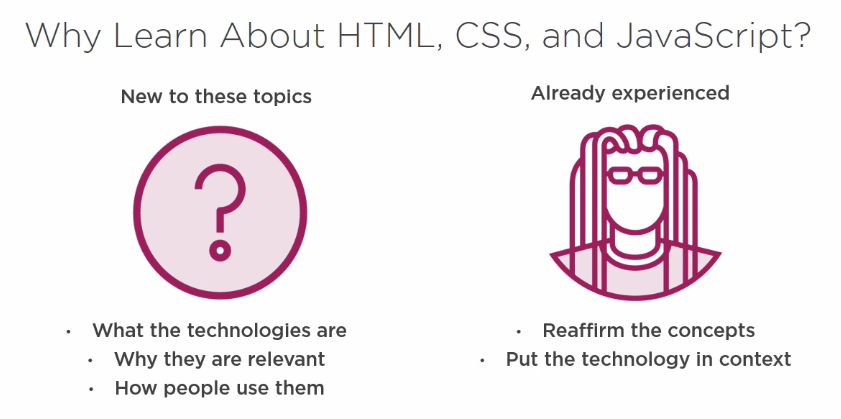 Why Learn About HTML, CSS, and JavaScript?
New to these topics
?
• What the technologies are
• Why they are relevant
• How people use them
Already experienced
• Reaffirm the concepts
• Put the technology in context